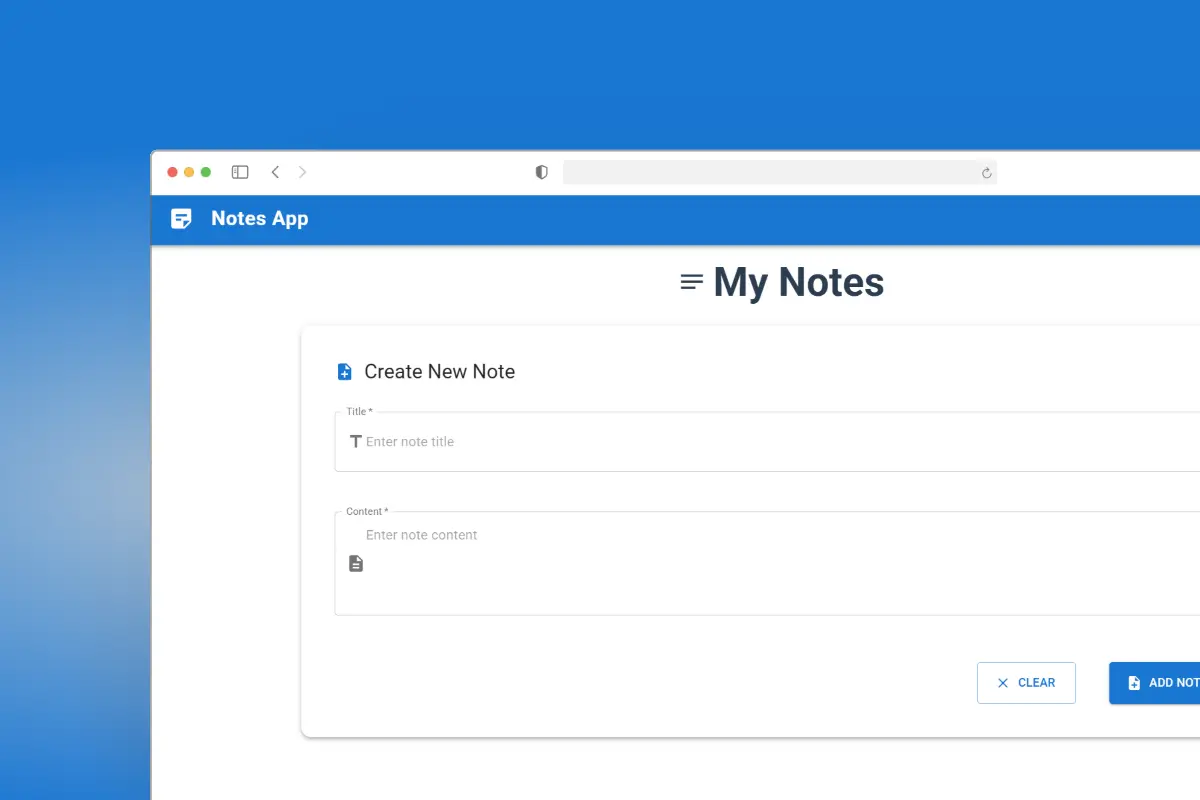 Notes App
My Notes
Create New Note
Title *
Enter note title
Content *
Enter note content
CLEAR
ADD NOT